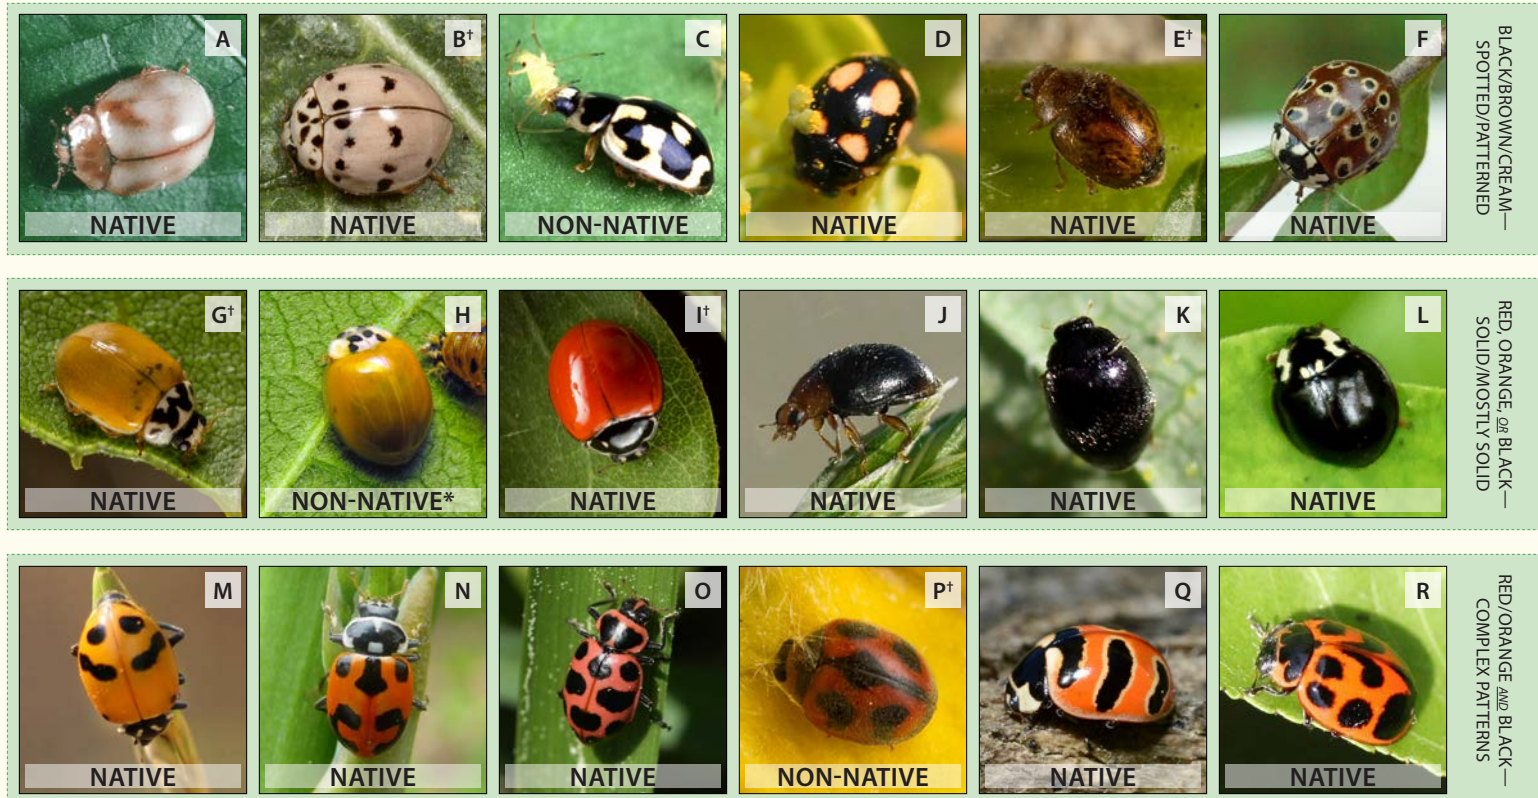 A
B†
C
D
E†
F
NATIVE
NATIVE
NON-NATIVE
NATIVE
NATIVE
NATIVE
BLACK/BROWN/CREAM—
SPOTTED/PATTERNED
G†
H
I†
J
K
L
NATIVE
NON-NATIVE*
NATIVE
NATIVE
NATIVE
NATIVE
RED, ORANGE, OR BLACK—
SOLID/MOSTLY SOLID
M
N
O
P†
Q
R
NATIVE
NATIVE
NATIVE
NON-NATIVE
NATIVE
NATIVE
RED/ORANGE AND BLACK—
COMPLEX PATTERNS